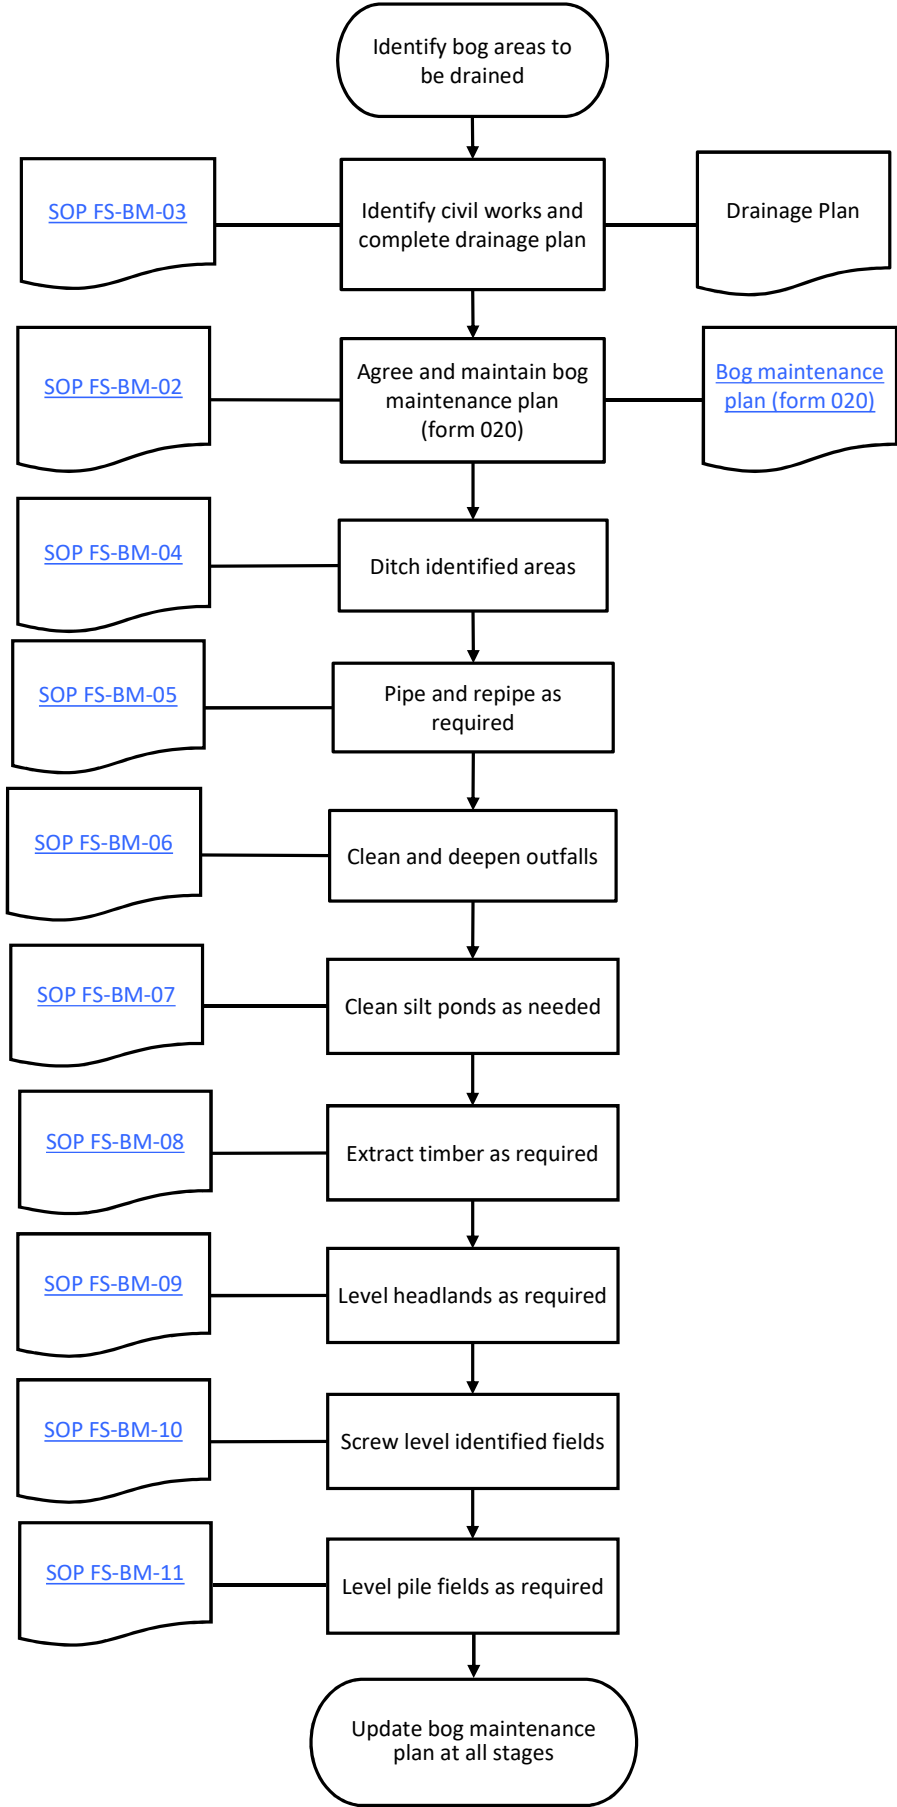 Identify bog areas to
be drained
SOP FS-BM-03
Identify civil works and
complete drainage plan
Drainage Plan
SOP FS-BM-02
Agree and maintain bog
maintenance plan
(form 020)
Bog maintenance
plan (form 020)
SOP FS-BM-04
Ditch identified areas
SOP FS-BM-05
Pipe and repipe as
required
SOP FS-BM-06
Clean and deepen outfalls
SOP FS-BM-07
Clean silt ponds as needed
SOP FS-BM-08
Extract timber as required
SOP FS-BM-09
Level headlands as required
SOP FS-BM-10
Screw level identified fields
SOP FS-BM-11
Level pile fields as required
Update bog maintenance
plan at all stages